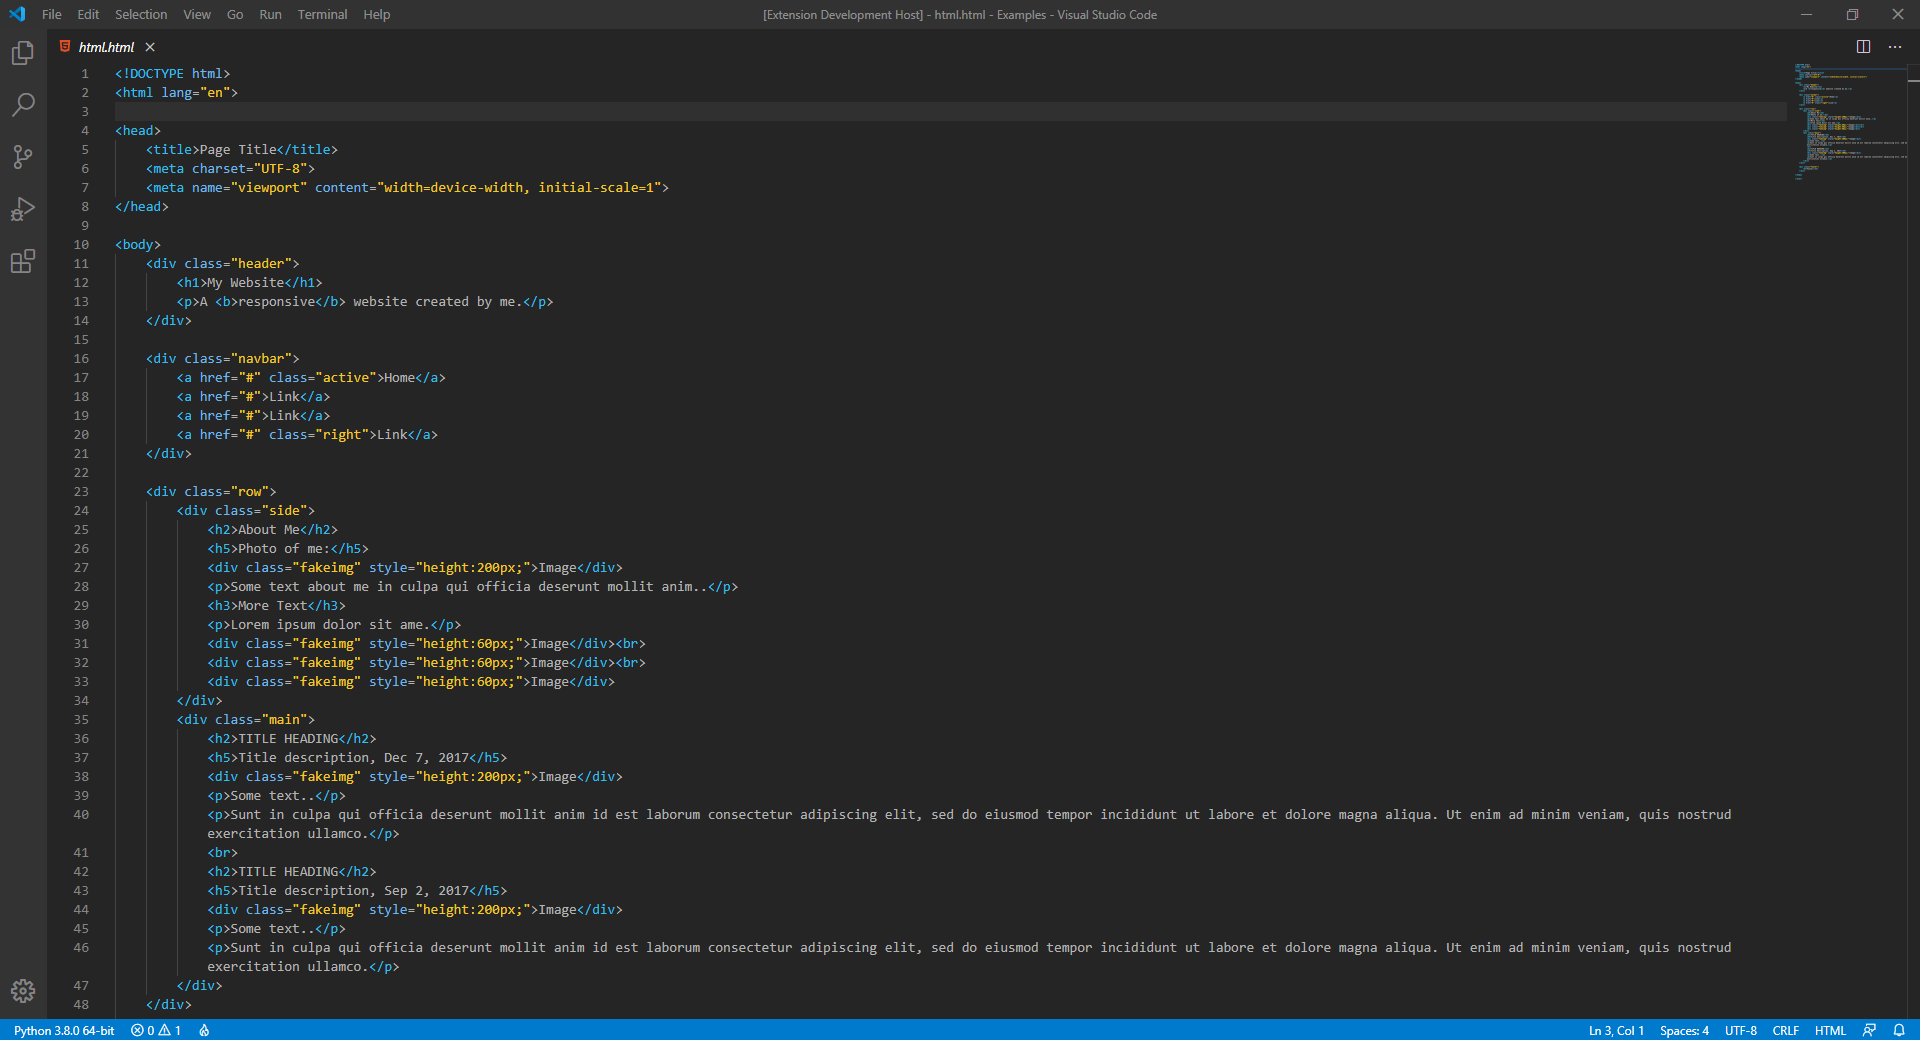 File Edit Selection View Go Run Terminal Help [Extension Development Host] - html.html - Examples - Visual Studio Code
html.html
1 <!DOCTYPE html>
2 <html lang="en">
3
4 <head>
5 <title>Page Title</title>
6 <meta charset="UTF-8">
7 <meta name="viewport" content="width=device-width, initial-scale=1">
8 </head>
9
10 <body>
11 <div class="header">
12 <h1>My Website</h1>
13 <p>A <b>responsive</b> website created by me.</p>
14 </div>
15
16 <div class="navbar">
17 <a href="#" class="active">Home</a>
18 <a href="#">Link</a>
19 <a href="#">Link</a>
20 <a href="#" class="right">Link</a>
21 </div>
22
23 <div class="row">
24 <div class="side">
25 <h2>About Me</h2>
26 <h5>Photo of me:</h5>
27 <div class="fakeimg" style="height:200px;">Image</div>
28 <p>Some text about me in culpa qui officia deserunt mollit anim..</p>
29 <h3>More Text</h3>
30 <p>Lorem ipsum dolor sit ame.</p>
31 <div class="fakeimg" style="height:60px;">Image</div><br>
32 <div class="fakeimg" style="height:60px;">Image</div><br>
33 <div class="fakeimg" style="height:60px;">Image</div>
34 </div>
35 <div class="main">
36 <h2>TITLE HEADING</h2>
37 <h5>Title description, Dec 7, 2017</h5>
38 <div class="fakeimg" style="height:200px;">Image</div>
39 <p>Some text..</p>
40 <p>Sunt in culpa qui officia deserunt mollit anim id est laborum consectetur adipiscing elit, sed do eiusmod tempor incididunt ut labore et dolore magna aliqua. Ut enim ad minim veniam, quis nostrud
exercitation ullamco.</p>
41 <br>
42 <h2>TITLE HEADING</h2>
43 <h5>Title description, Sep 2, 2017</h5>
44 <div class="fakeimg" style="height:200px;">Image</div>
45 <p>Some text..</p>
46 <p>Sunt in culpa qui officia deserunt mollit anim id est laborum consectetur adipiscing elit, sed do eiusmod tempor incididunt ut labore et dolore magna aliqua. Ut enim ad minim veniam, quis nostrud
exercitation ullamco.</p>
47 </div>
48 </div>
Python 3.8.0 64-bit 0 1 Ln 3, Col 1 Spaces: 4 UTF-8 CRLF HTML